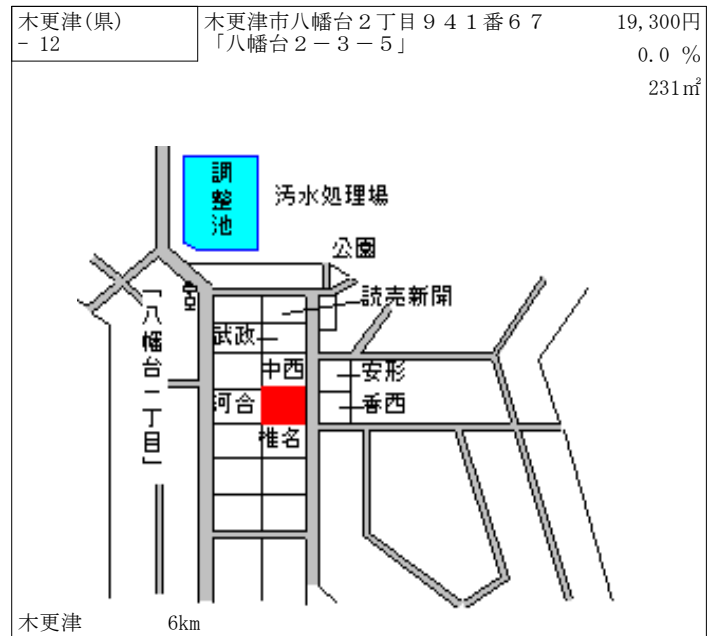 木更津(県)
- 12
木更津市八幡台２丁目９４１番６７
「八幡台２－３－５」
19,300円
0.0 %
231㎡
調整池
汚水処理場
公園
宮
読売新聞
「八幡台一丁目」
武政
中西
安形
河合
香西
椎名
木更津 6km